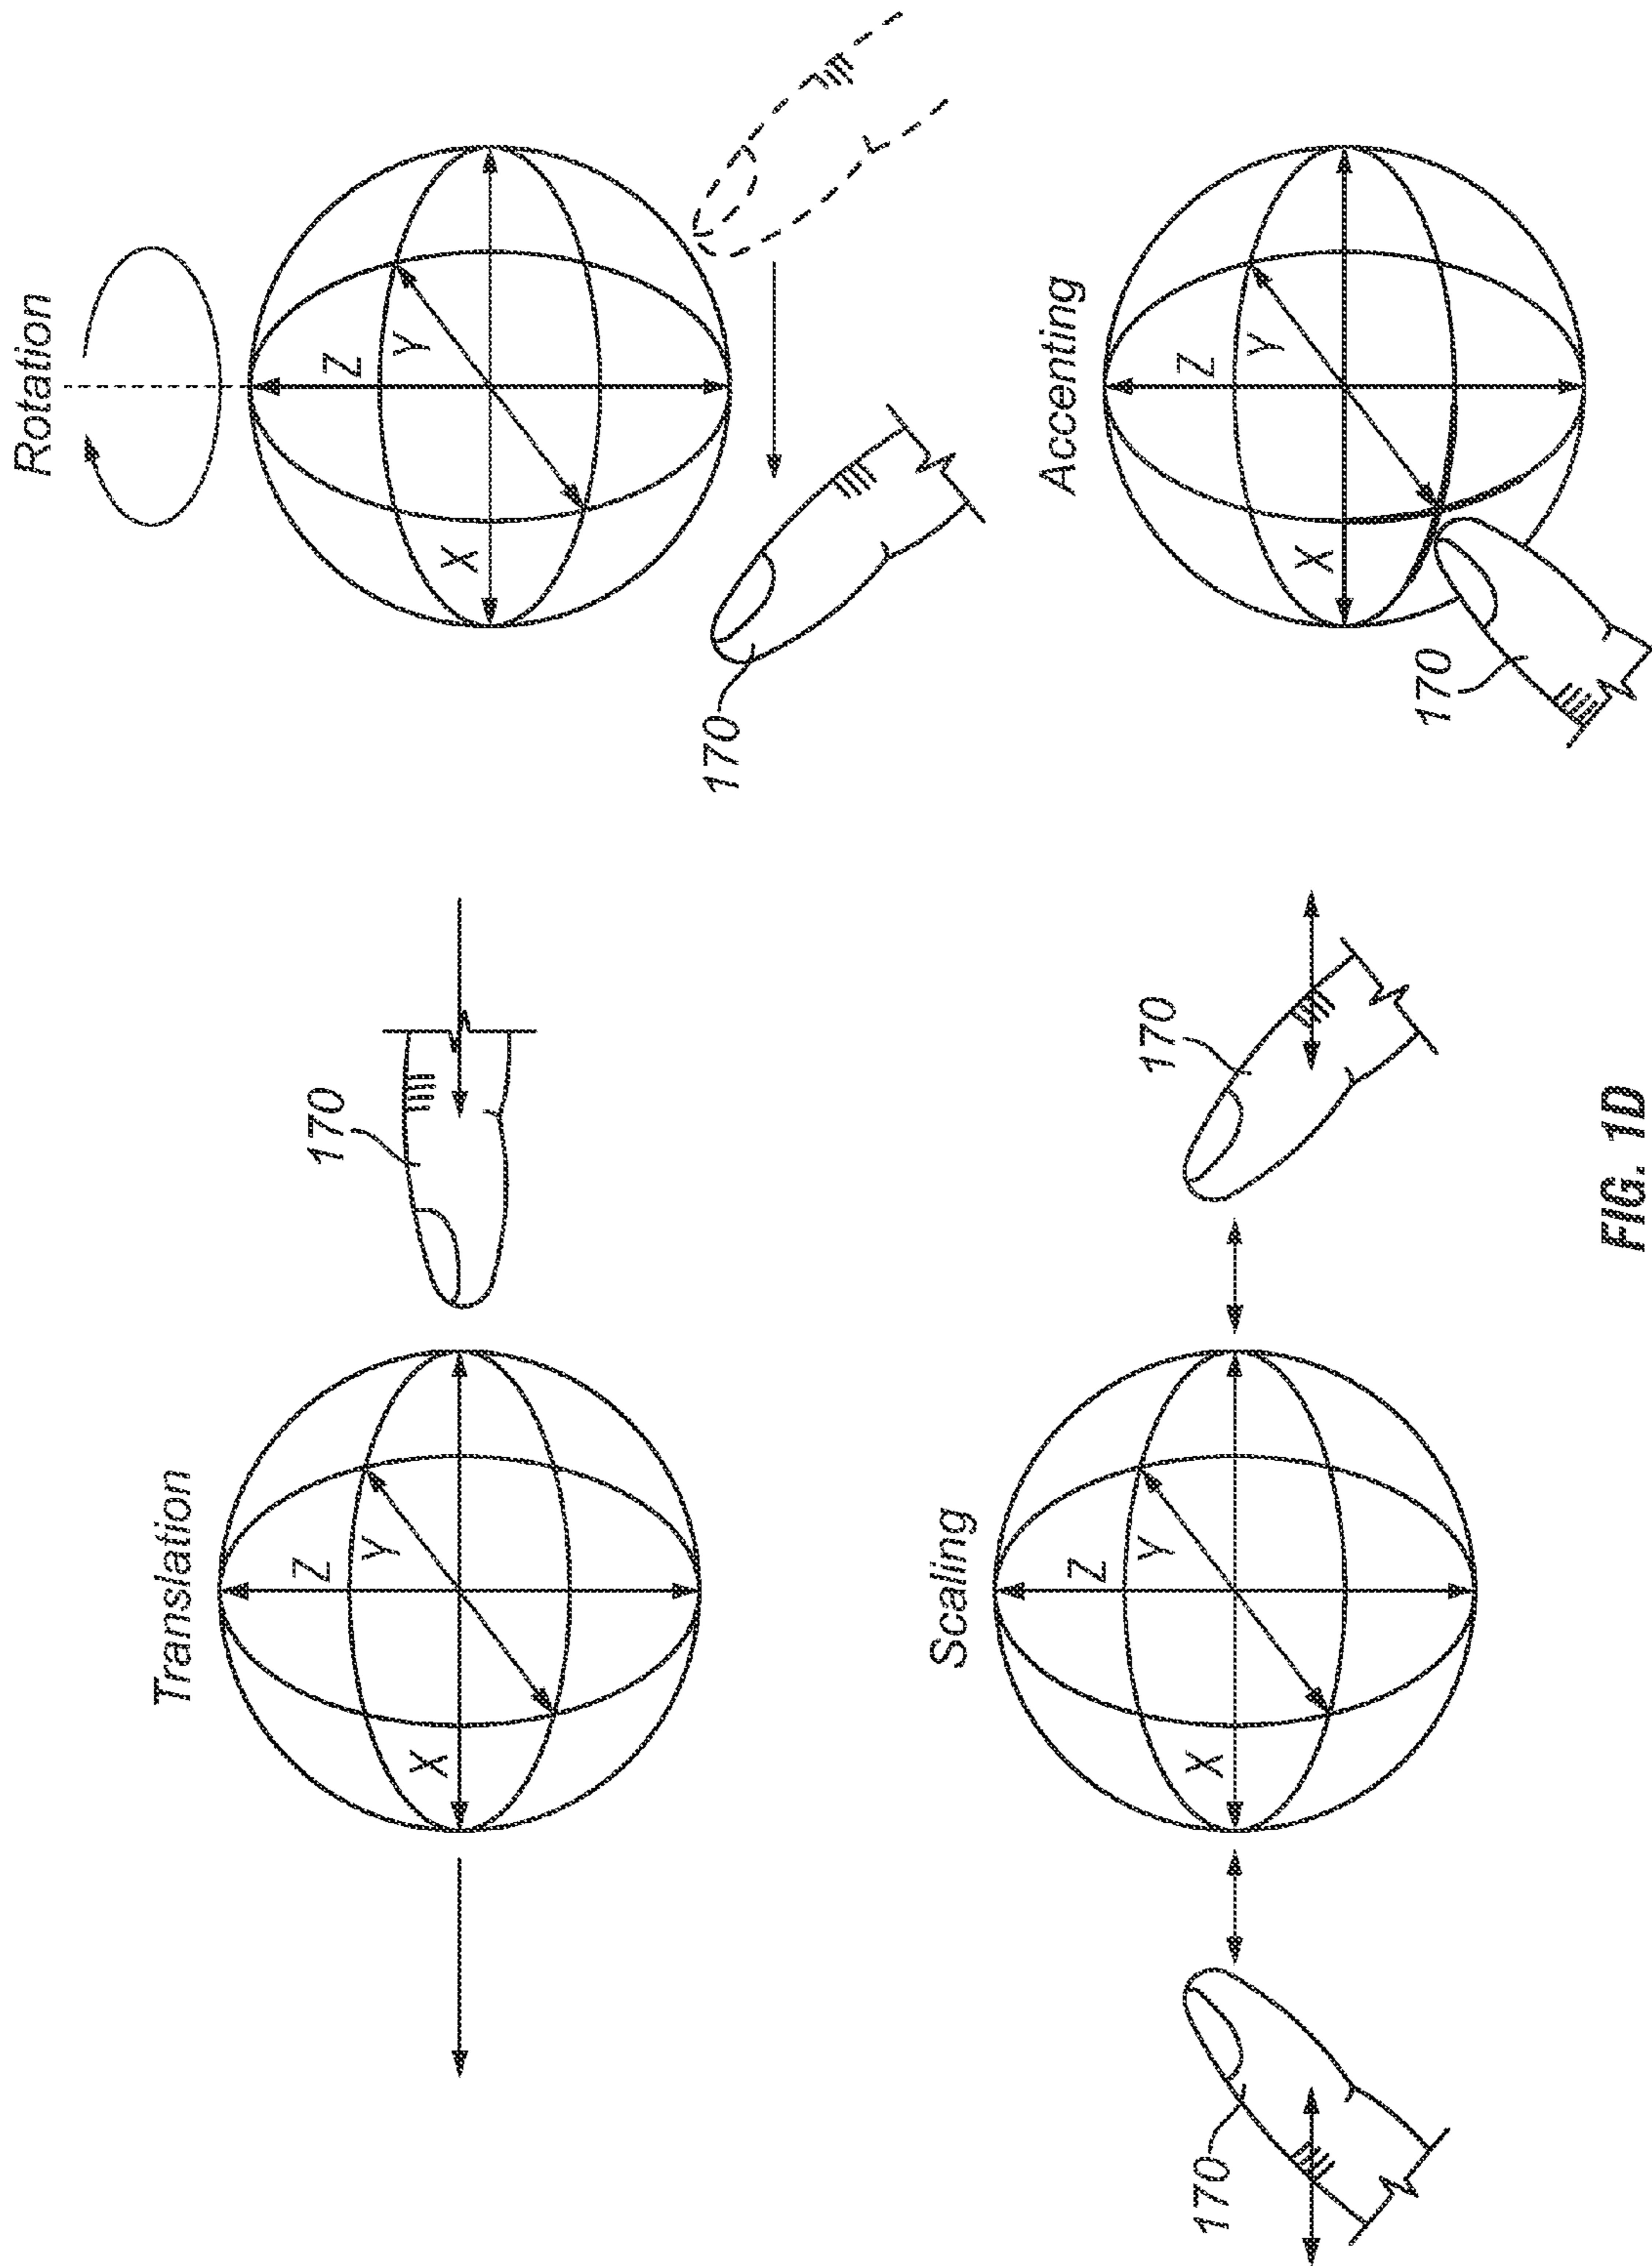 Translation
Z
Y
X
170
Rotation
Z
Y
X
170
Scaling
Z
Y
X
170
170
Accenting
Z
Y
X
170
FIG. 1D